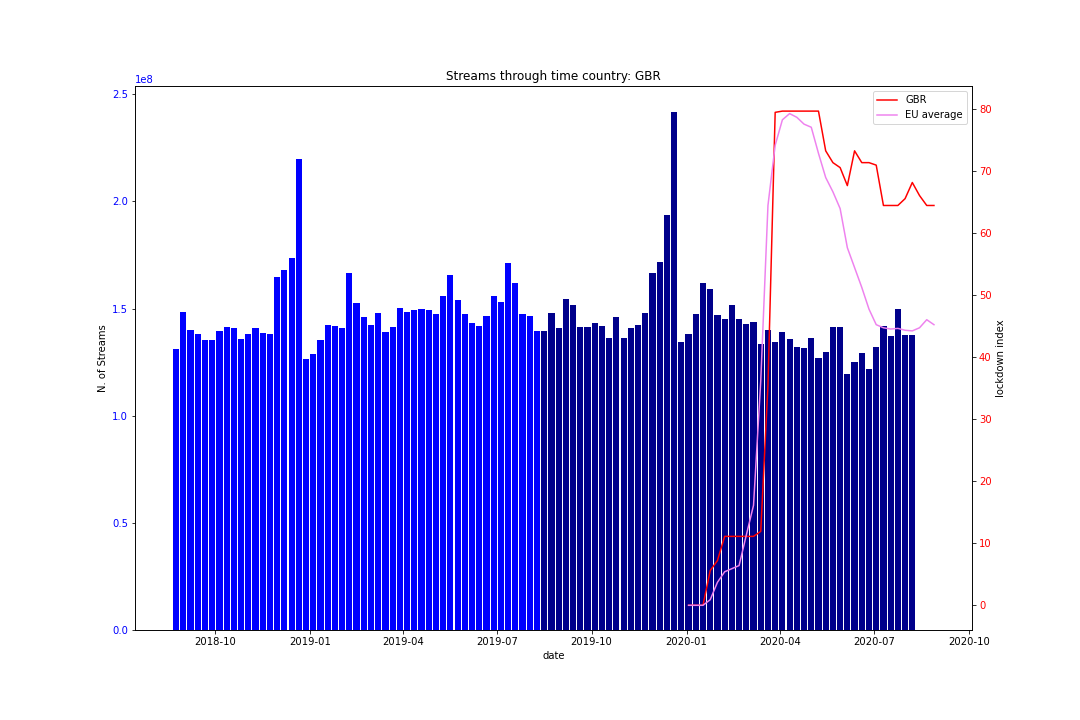 Streams through time country: GBR
1e8
2.5
2.0
1.5
1.0
0.5
0.0
N. of Streams
GBR
EU average
80
70
60
50
40
30
20
10
0
lockdown index
2018-10 2019-01 2019-04 2019-07 2019-10 2020-01 2020-04 2020-07 2020-10
date